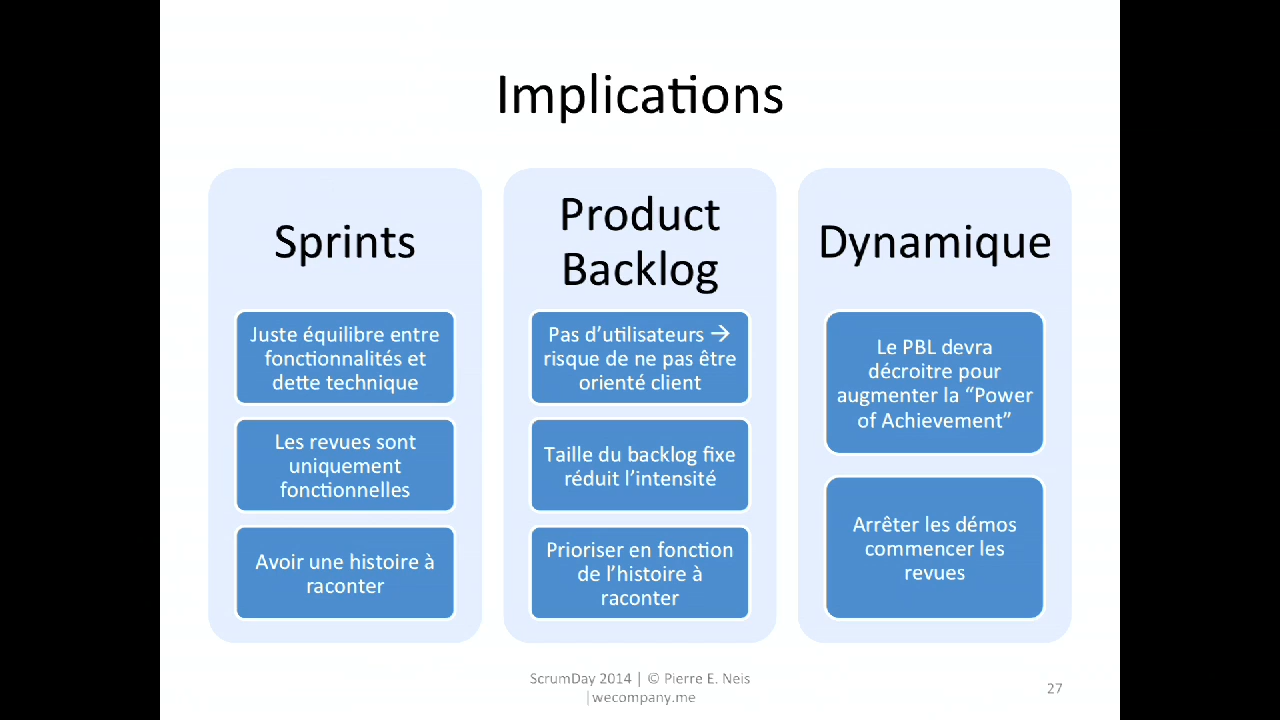 Implications
Sprints
Juste équilibre entre
fonctionnalités et
dette technique
Les revues sont
uniquement
fonctionnelles
Avoir une histoire à
raconter
Product
Backlog
Pas d’utilisateurs →
risque de ne pas être
orienté client
Taille du backlog fixe
réduit l’intensité
Prioriser en fonction
de l’histoire à
raconter
Dynamique
Le PBL devra
décroitre pour
augmenter la “Power
of Achievement”
Arrêter les démos
commencer les
revues
ScrumDay 2014 | © Pierre E. Neis
|wecompany.me
27